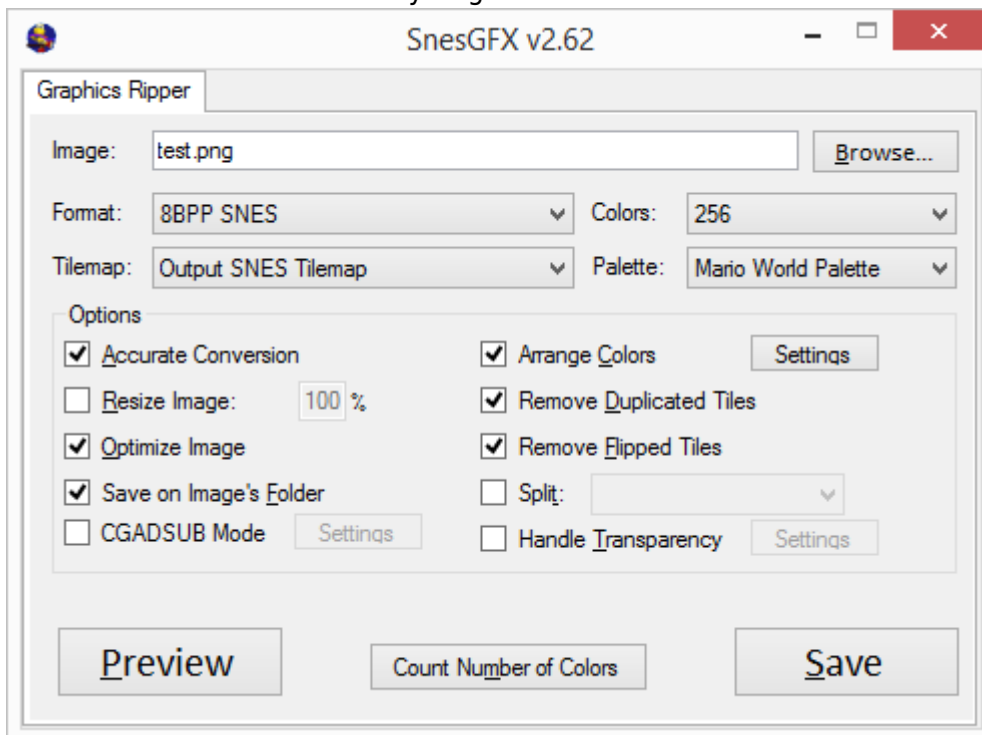 SnesGFX v2.62
Graphics Ripper
Image: test.png Browse...
Format: 8BPP SNES Colors: 256
Tilemap: Output SNES Tilemap Palette: Mario World Palette
Options
Accurate Conversion Arrange Colors Settings
Resize Image: 100 % Remove Duplicated Tiles
Optimize Image Remove Flipped Tiles
Save on Image's Folder Split:
CGADSUB Mode Settings Handle Transparency Settings
Preview Count Number of Colors Save